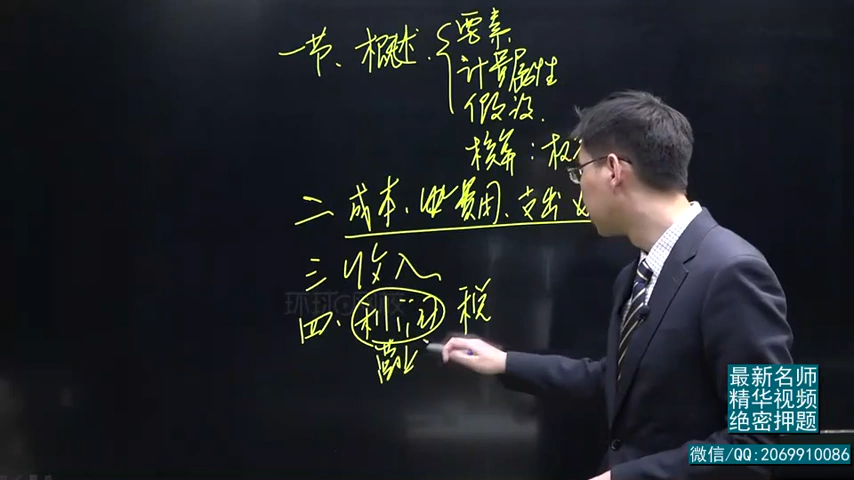 一节、概述.
要素
计量属性
假设.
核算:权
二、成本、费用、支出
三、收入
四、利润 税
营业
最新名师
精华视频
绝密押题
微信/QQ:2069910086